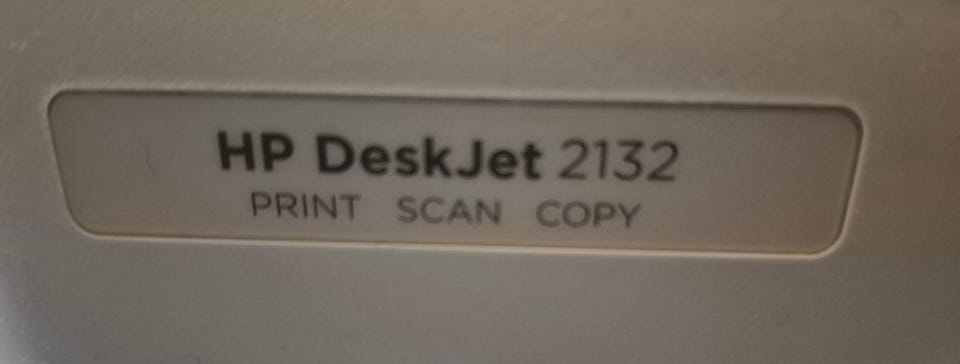 HP DeskJet 2132
PRINT SCAN COPY